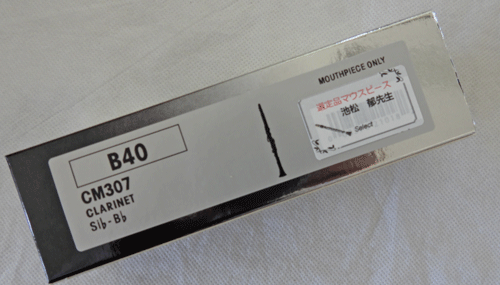 B40
CM307
CLARINET
Si♭-B♭
MOUTHPIECE ONLY
選定品マウスピース
池松 郁先生
Select